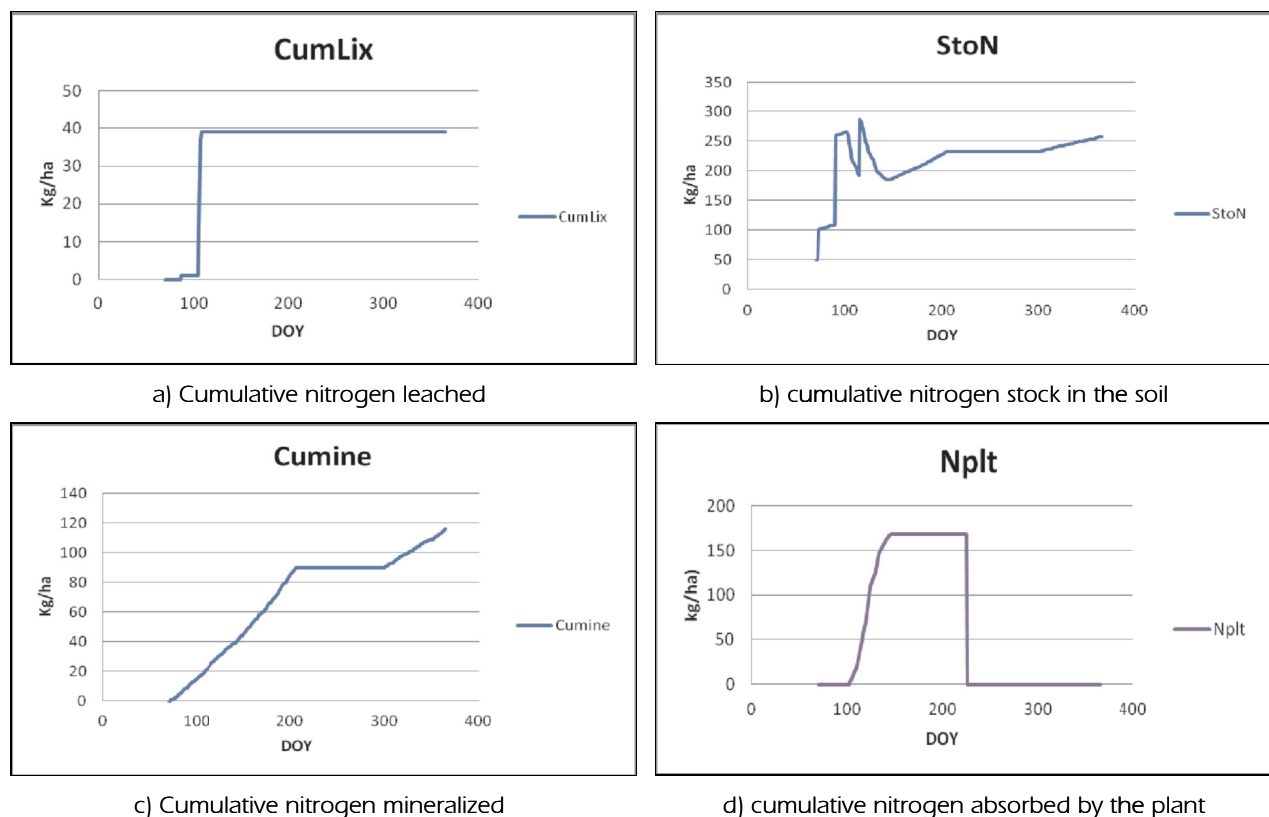 CumLix
50
40
30
20
10
0
Kg/ha
0 100 200 300 400
DOY
CumLix
a) Cumulative nitrogen leached
StoN
350
300
250
200
150
100
50
0
Kg/ha
0 100 200 300 400
DOY
StoN
b) cumulative nitrogen stock in the soil
Cumine
140
120
100
80
60
40
20
0
Kg/ha
0 100 200 300 400
DOY
Cumine
c) Cumulative nitrogen mineralized
Nplt
200
150
100
50
0
kg/ha)
0 100 200 300 400
DOY
Nplt
d) cumulative nitrogen absorbed by the plant